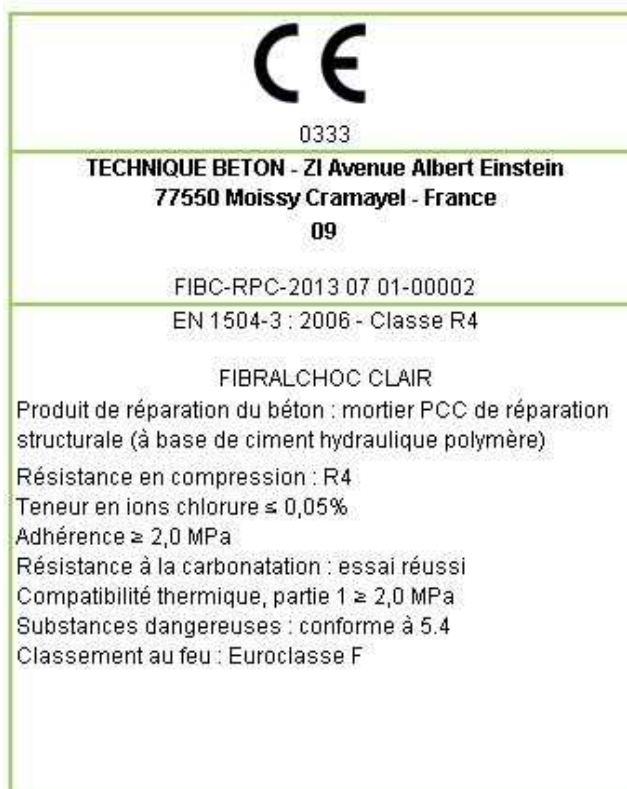 CE
0333
TECHNIQUE BETON - ZI Avenue Albert Einstein
77550 Moissy Cramayel - France
09
FIBC-RPC-2013 07 01-00002
EN 1504-3 : 2006 - Classe R4
FIBRALCHOC CLAIR
Produit de réparation du béton : mortier PCC de réparation
structurale (à base de ciment hydraulique polymère)
Résistance en compression : R4
Teneur en ions chlorure ≤ 0,05%
Adhérence ≥ 2,0 MPa
Résistance à la carbonatation : essai réussi
Compatibilité thermique, partie 1 ≥ 2,0 MPa
Substances dangereuses : conforme à 5.4
Classement au feu : Euroclasse F